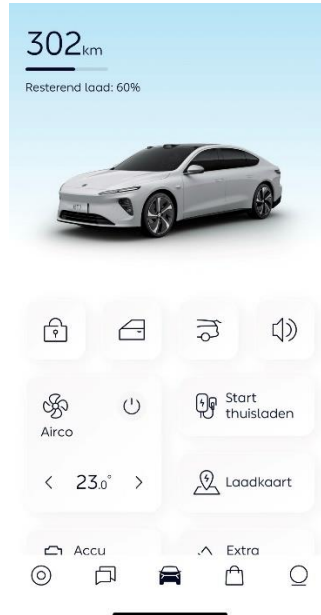 302km
Resterend laad: 60%
Start
thuisladen
Airco
23.0°
Laadkaart
Accu
Extra